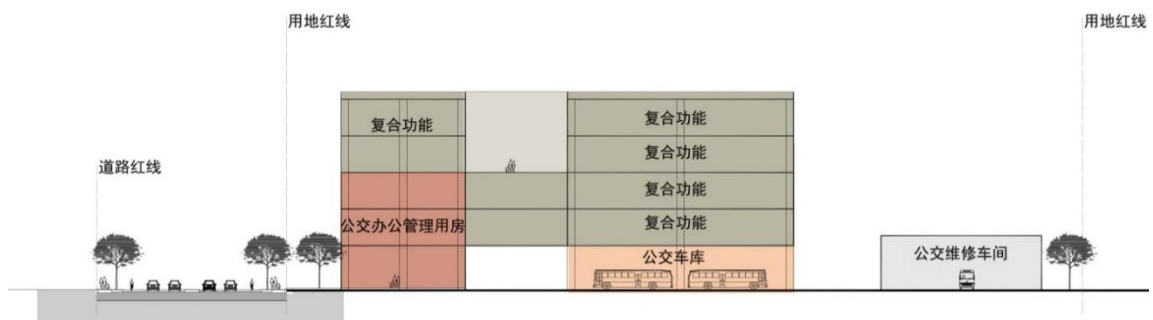 用地红线
用地红线
复合功能
复合功能
复合功能
道路红线
复合功能
公交办公管理用房
复合功能
公交车库
公交维修车间